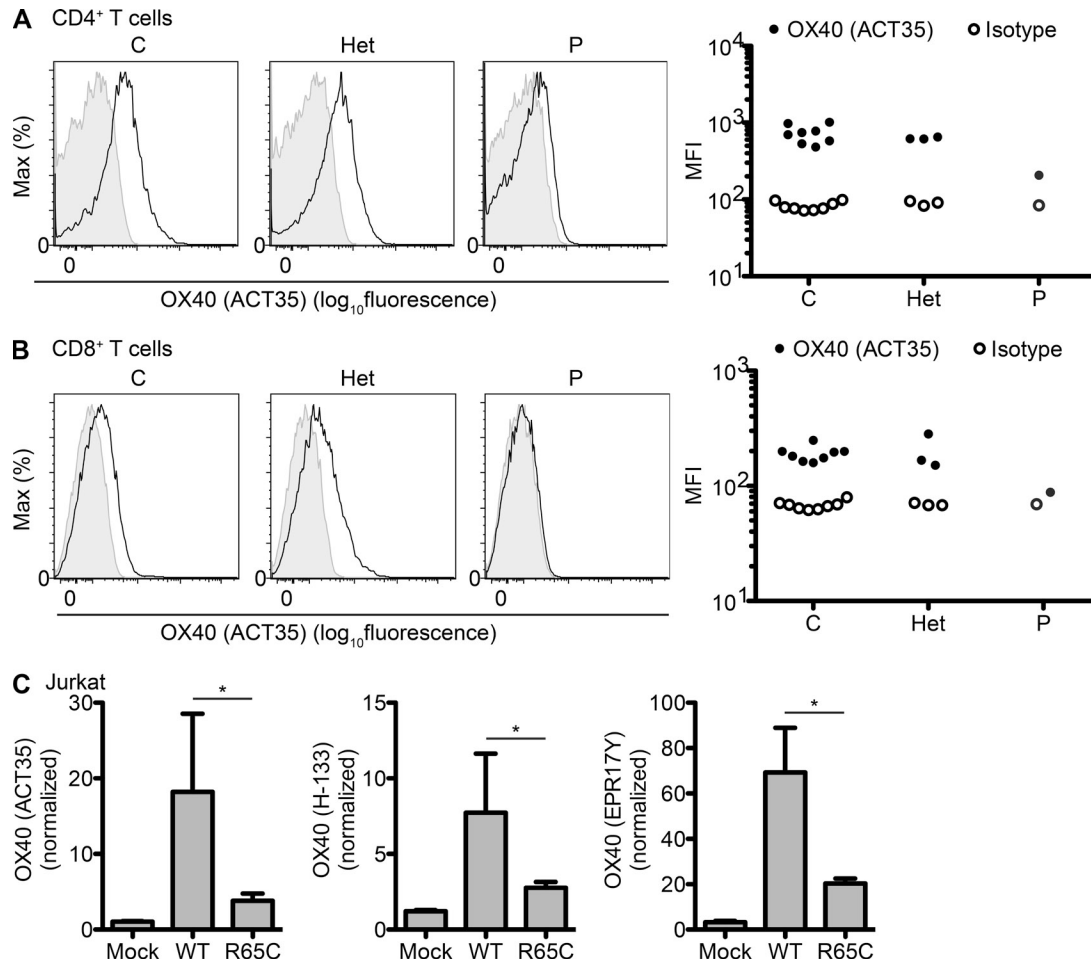 A CD4⁺ T cells
C Het P
Max (%)
0 0 0
0 0 0
OX40 (ACT35) (log₁₀fluorescence)
● OX40 (ACT35) ○ Isotype
MFI
10⁴
10³
10²
10¹
C Het P
B CD8⁺ T cells
C Het P
Max (%)
0 0 0
0 0 0
OX40 (ACT35) (log₁₀fluorescence)
● OX40 (ACT35) ○ Isotype
MFI
10³
10²
10¹
C Het P
C Jurkat
OX40 (ACT35)
(normalized)
30
20
10
0
*
Mock WT R65C
OX40 (H-133)
(normalized)
15
10
5
0
*
Mock WT R65C
OX40 (EPR17Y)
(normalized)
100
80
60
40
20
0
*
Mock WT R65C